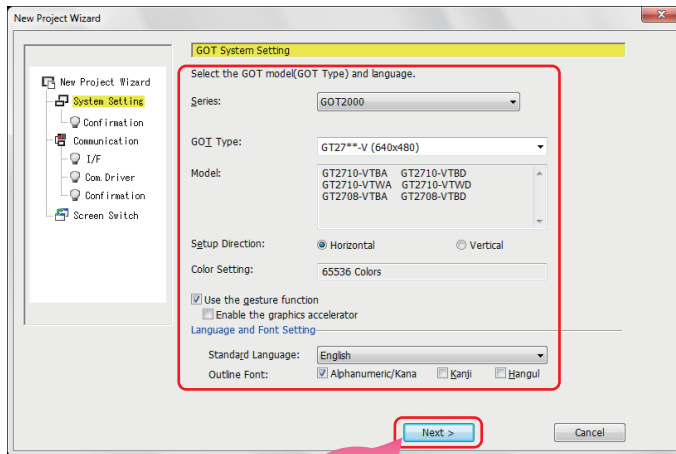 New Project Wizard
GOT System Setting
Select the GOT model(GOT Type) and language.
New Project Wizard
System Setting
Confirmation
Communication
I/F
Com. Driver
Confirmation
Screen Switch
Series:
GOT2000
GOT Type:
GT27**-V (640x480)
Model:
GT2710-VTBA GT2710-VTBD
GT2710-VTWA GT2710-VTWD
GT2708-VTBA GT2708-VTBD
Setup Direction:
Horizontal
Vertical
Color Setting:
65536 Colors
Use the gesture function
Enable the graphics accelerator
Language and Font Setting
Standard Language:
English
Outline Font:
Alphanumeric/Kana
Kanji
Hangul
Next >
Cancel